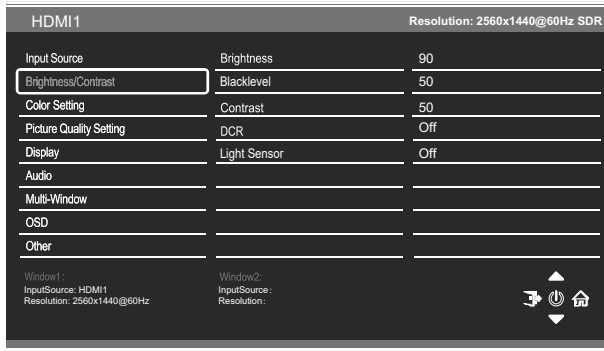 HDMI1 Resolution: 2560x1440@60Hz SDR
Input Source Brightness 90
Brightness/Contrast Blacklevel 50
Color Setting Contrast 50
Picture Quality Setting DCR Off
Display Light Sensor Off
Audio
Multi-Window
OSD
Other
Window1: Window2:
InputSource: HDMI1 InputSource:
Resolution: 2560x1440@60Hz Resolution: